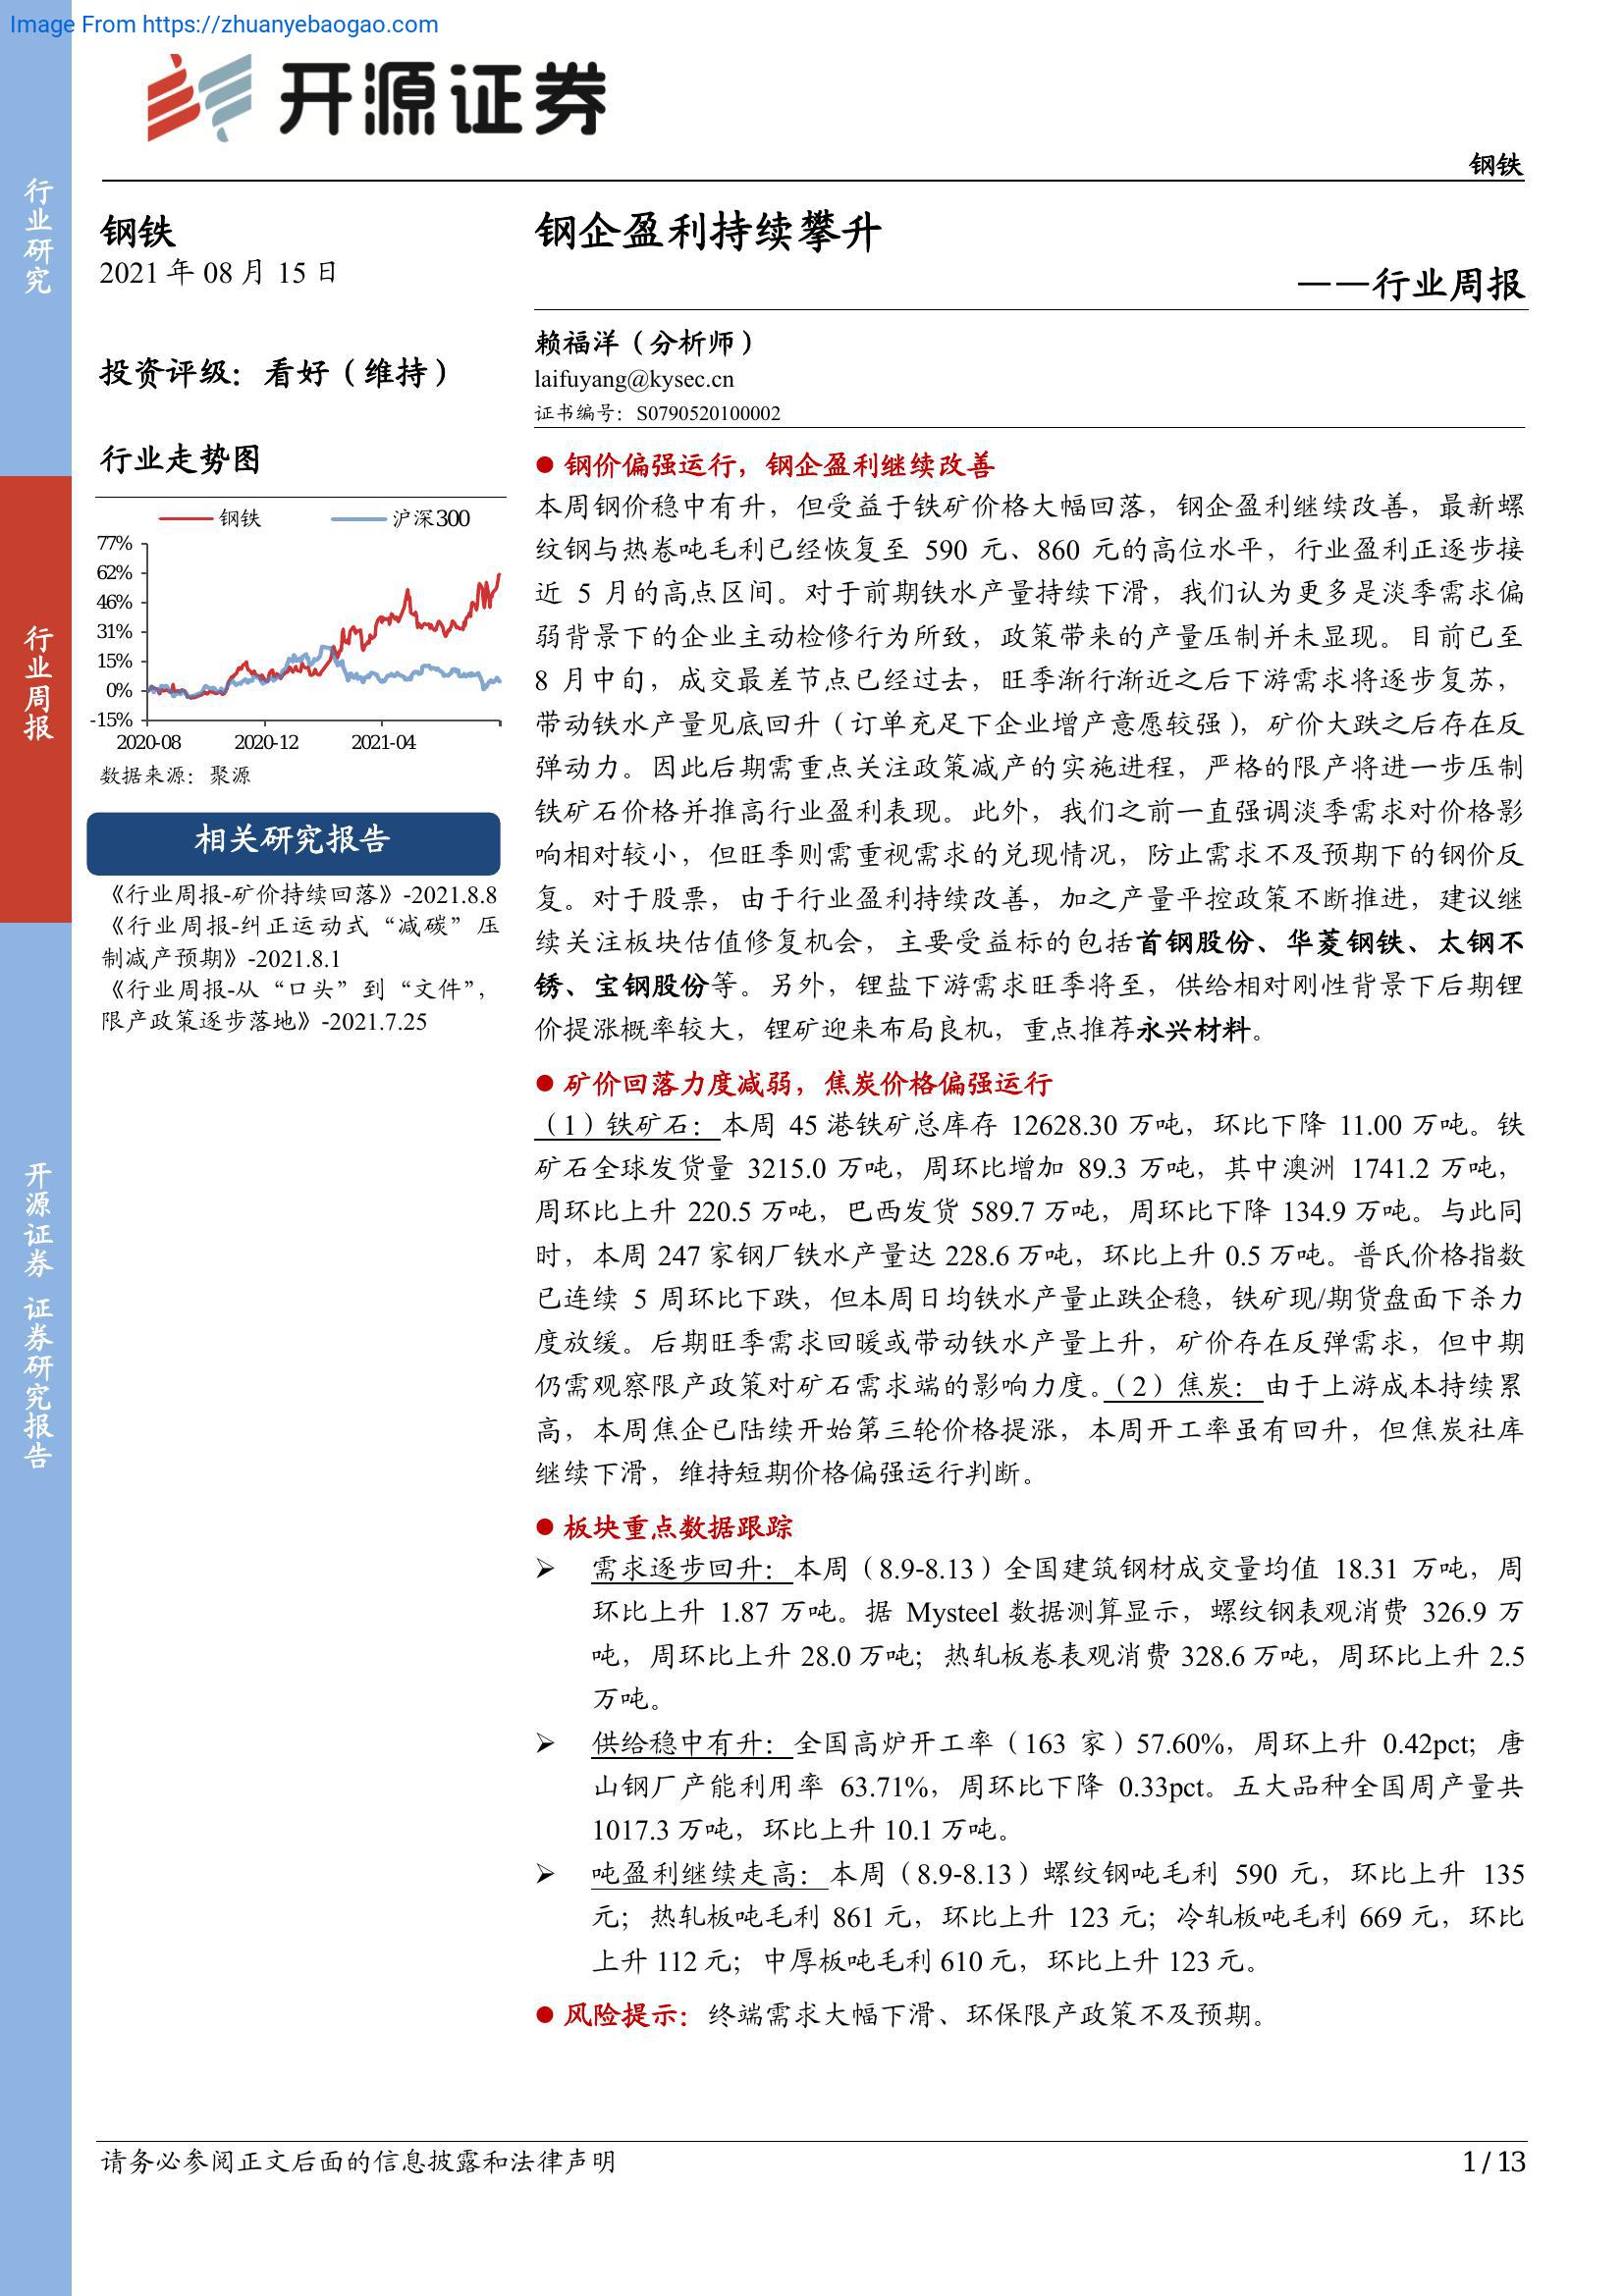 Image From https://zhuanyebaogao.com
开源证券
钢铁
行业研究
行业周报
开源证券 证券研究报告
钢铁
2021 年 08 月 15 日
投资评级：看好（维持）
行业走势图
钢铁 沪深300
77%
62%
46%
31%
15%
0%
-15%
2020-08 2020-12 2021-04
数据来源：聚源
相关研究报告
《行业周报-矿价持续回落》-2021.8.8
《行业周报-纠正运动式“减碳”压
制减产预期》-2021.8.1
《行业周报-从“口头”到“文件”，
限产政策逐步落地》-2021.7.25
钢企盈利持续攀升
——行业周报
赖福洋（分析师）
laifuyang@kysec.cn
证书编号：S0790520100002
● 钢价偏强运行，钢企盈利继续改善
本周钢价稳中有升，但受益于铁矿价格大幅回落，钢企盈利继续改善，最新螺
纹钢与热卷吨毛利已经恢复至 590 元、860 元的高位水平，行业盈利正逐步接
近 5 月的高点区间。对于前期铁水产量持续下滑，我们认为更多是淡季需求偏
弱背景下的企业主动检修行为所致，政策带来的产量压制并未显现。目前已至
8 月中旬，成交最差节点已经过去，旺季渐行渐近之后下游需求将逐步复苏，
带动铁水产量见底回升（订单充足下企业增产意愿较强），矿价大跌之后存在反
弹动力。因此后期需重点关注政策减产的实施进程，严格的限产将进一步压制
铁矿石价格并推高行业盈利表现。此外，我们之前一直强调淡季需求对价格影
响相对较小，但旺季则需重视需求的兑现情况，防止需求不及预期下的钢价反
复。对于股票，由于行业盈利持续改善，加之产量平控政策不断推进，建议继
续关注板块估值修复机会，主要受益标的包括首钢股份、华菱钢铁、太钢不
锈、宝钢股份等。另外，锂盐下游需求旺季将至，供给相对刚性背景下后期锂
价提涨概率较大，锂矿迎来布局良机，重点推荐永兴材料。
● 矿价回落力度减弱，焦炭价格偏强运行
（1）铁矿石：本周 45 港铁矿总库存 12628.30 万吨，环比下降 11.00 万吨。铁
矿石全球发货量 3215.0 万吨，周环比增加 89.3 万吨，其中澳洲 1741.2 万吨，
周环比上升 220.5 万吨，巴西发货 589.7 万吨，周环比下降 134.9 万吨。与此同
时，本周 247 家钢厂铁水产量达 228.6 万吨，环比上升 0.5 万吨。普氏价格指数
已连续 5 周环比下跌，但本周日均铁水产量止跌企稳，铁矿现/期货盘面下杀力
度放缓。后期旺季需求回暖或带动铁水产量上升，矿价存在反弹需求，但中期
仍需观察限产政策对矿石需求端的影响力度。（2）焦炭：由于上游成本持续累
高，本周焦企已陆续开始第三轮价格提涨，本周开工率虽有回升，但焦炭社库
继续下滑，维持短期价格偏强运行判断。
● 板块重点数据跟踪
➢ 需求逐步回升：本周（8.9-8.13）全国建筑钢材成交量均值 18.31 万吨，周
环比上升 1.87 万吨。据 Mysteel 数据测算显示，螺纹钢表观消费 326.9 万
吨，周环比上升 28.0 万吨；热轧板卷表观消费 328.6 万吨，周环比上升 2.5
万吨。
➢ 供给稳中有升：全国高炉开工率（163 家）57.60%，周环上升 0.42pct；唐
山钢厂产能利用率 63.71%，周环比下降 0.33pct。五大品种全国周产量共
1017.3 万吨，环比上升 10.1 万吨。
➢ 吨盈利继续走高：本周（8.9-8.13）螺纹钢吨毛利 590 元，环比上升 135
元；热轧板吨毛利 861 元，环比上升 123 元；冷轧板吨毛利 669 元，环比
上升 112 元；中厚板吨毛利 610 元，环比上升 123 元。
● 风险提示：终端需求大幅下滑、环保限产政策不及预期。
请务必参阅正文后面的信息披露和法律声明
1 / 13